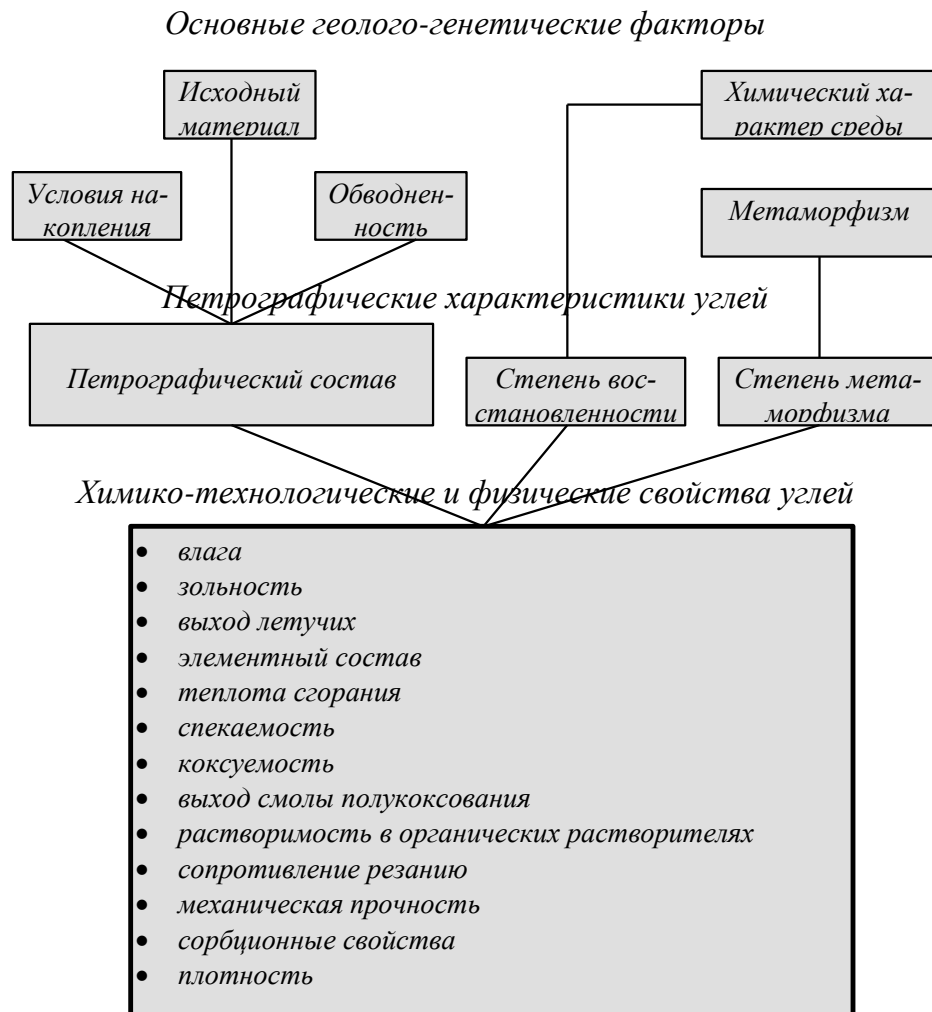 Основные геолого-генетические факторы
Исходный
материал
Химический ха-
рактер среды
Условия на-
копления
Обводнен-
ность
Метаморфизм
Петрографические характеристики углей
Петрографический состав
Степень вос-
становленности
Степень мета-
морфизма
Химико-технологические и физические свойства углей
• влага
• зольность
• выход летучих
• элементный состав
• теплота сгорания
• спекаемость
• коксуемость
• выход смолы полукоксования
• растворимость в органических растворителях
• сопротивление резанию
• механическая прочность
• сорбционные свойства
• плотность